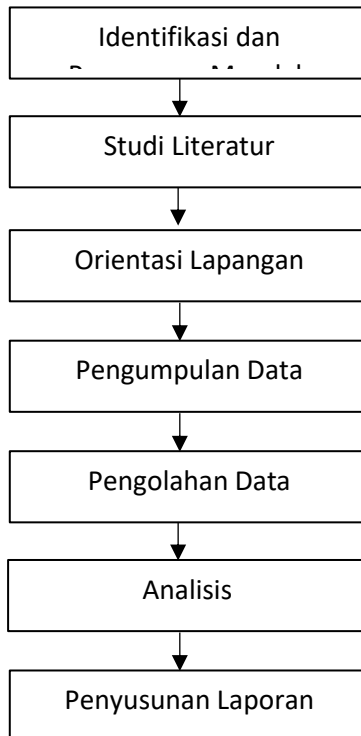 Identifikasi dan
Studi Literatur
Orientasi Lapangan
Pengumpulan Data
Pengolahan Data
Analisis
Penyusunan Laporan